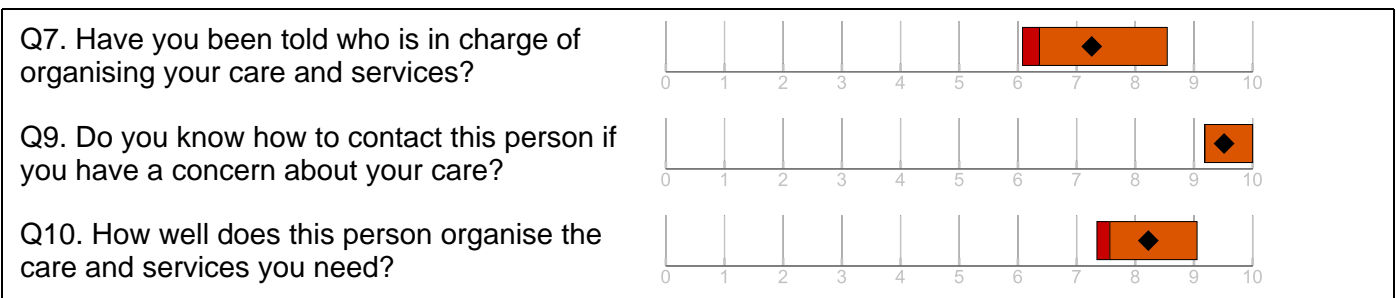 Q7. Have you been told who is in charge of
organising your care and services?
0 1 2 3 4 5 6 7 8 9 10
Q9. Do you know how to contact this person if
you have a concern about your care?
0 1 2 3 4 5 6 7 8 9 10
Q10. How well does this person organise the
care and services you need?
0 1 2 3 4 5 6 7 8 9 10